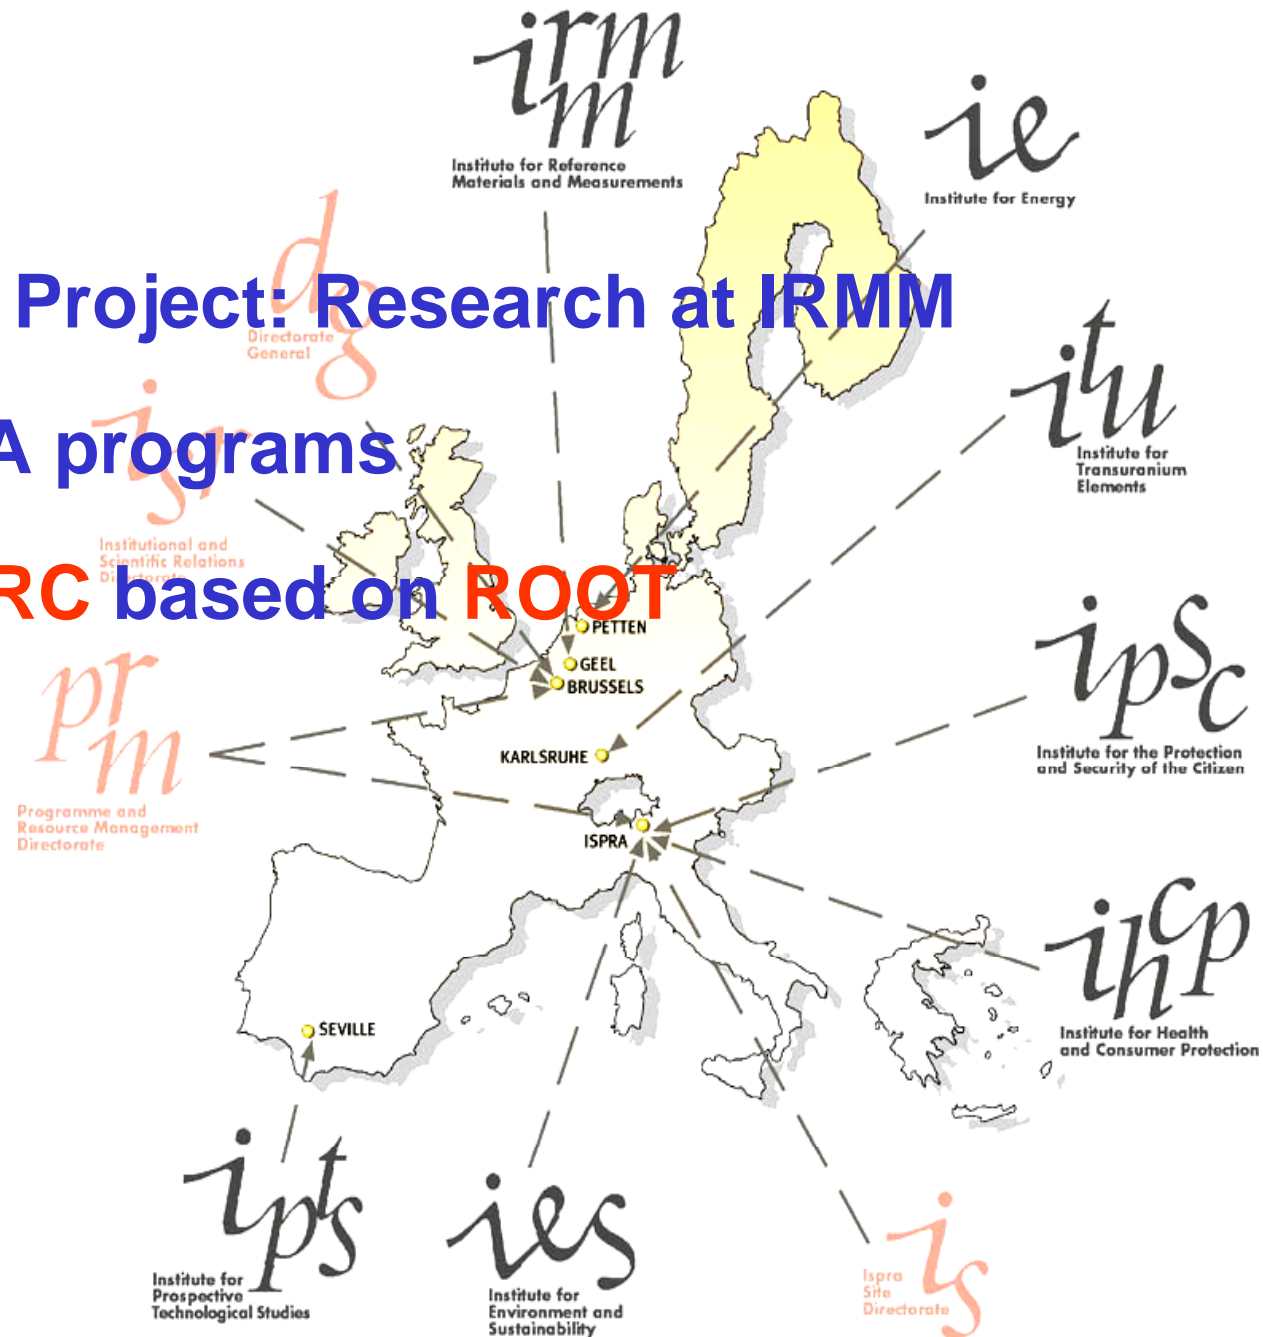 irmm
Institute for Reference
Materials and Measurements
ie
Institute for Energy
dg
Directorate
General
Project: Research at IRMM
itu
Institute for
Transuranium
Elements
isr
Institutional and
Scientific Relations
Directorate
A programs
RC based on ROOT
PETTEN
GEEL
BRUSSELS
KARLSRUHE
ISPRA
SEVILLE
prm
Programme and
Resource Management
Directorate
ipsc
Institute for the Protection
and Security of the Citizen
ihcp
Institute for Health
and Consumer Protection
ipts
Institute for
Prospective
Technological Studies
ies
Institute for
Environment and
Sustainability
is
Ispra
Site
Directorate